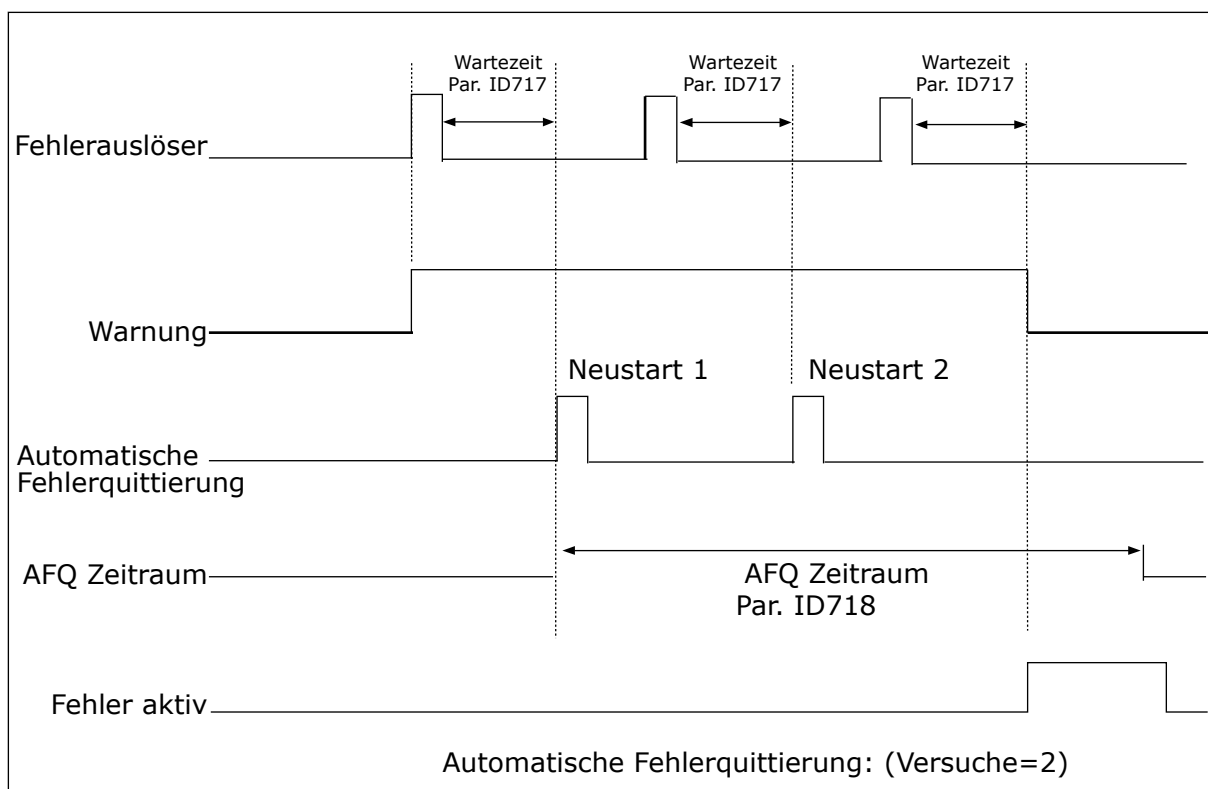 Wartezeit
Par. ID717
Wartezeit
Par. ID717
Wartezeit
Par. ID717
Fehlerauslöser
Warnung
Neustart 1
Neustart 2
Automatische
Fehlerquittierung
AFQ Zeitraum
AFQ Zeitraum
Par. ID718
Fehler aktiv
Automatische Fehlerquittierung: (Versuche=2)